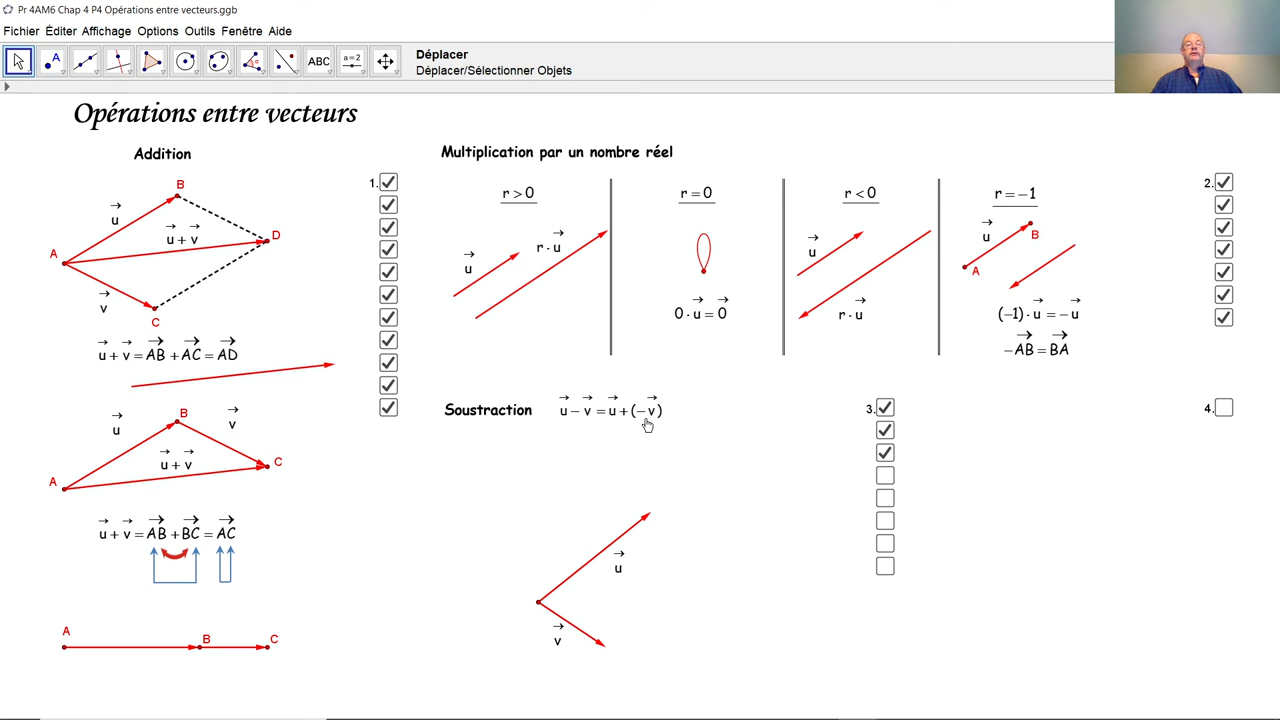 Pr 4AM6 Chap 4 P4 Opérations entre vecteurs.ggb
Fichier Éditer Affichage Options Outils Fenêtre Aide
A ABC a=2
Déplacer
Déplacer/Sélectionner Objets
Opérations entre vecteurs
Addition
B
u
u + v
D
A
v
C
u + v = AB + AC = AD
B
u
v
u + v
A
C
u + v = AB + BC = AC
A B C
1.
Multiplication par un nombre réel
r > 0
u
r · u
r = 0
0 · u = 0
r < 0
u
r · u
r = −1
u
B
A
(−1) · u = −u
−AB = BA
2.
Soustraction u − v = u + (−v)
3.
4.
u
v